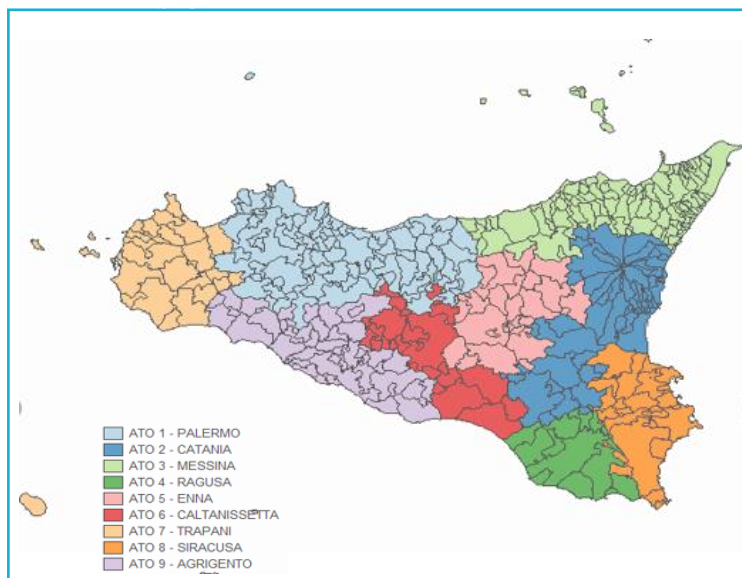 ATO 1 - PALERMO
ATO 2 - CATANIA
ATO 3 - MESSINA
ATO 4 - RAGUSA
ATO 5 - ENNA
ATO 6 - CALTANISSETTA
ATO 7 - TRAPANI
ATO 8 - SIRACUSA
ATO 9 - AGRIGENTO